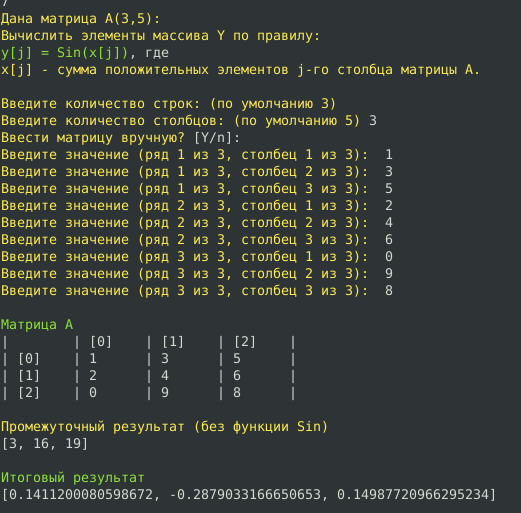 Дана матрица A(3,5):
Вычислить элементы массива Y по правилу:
y[j] = Sin(x[j]), где
x[j] - сумма положительных элементов j-го столбца матрицы A.
Введите количество строк: (по умолчанию 3)
Введите количество столбцов: (по умолчанию 5) 3
Ввести матрицу вручную? [Y/n]:
Введите значение (ряд 1 из 3, столбец 1 из 3):  1
Введите значение (ряд 1 из 3, столбец 2 из 3):  3
Введите значение (ряд 1 из 3, столбец 3 из 3):  5
Введите значение (ряд 2 из 3, столбец 1 из 3):  2
Введите значение (ряд 2 из 3, столбец 2 из 3):  4
Введите значение (ряд 2 из 3, столбец 3 из 3):  6
Введите значение (ряд 3 из 3, столбец 1 из 3):  0
Введите значение (ряд 3 из 3, столбец 2 из 3):  9
Введите значение (ряд 3 из 3, столбец 3 из 3):  8
Матрица A
|        | [0]    | [1]    | [2]    |
| [0]    | 1      | 3      | 5      |
| [1]    | 2      | 4      | 6      |
| [2]    | 0      | 9      | 8      |
Промежуточный результат (без функции Sin)
[3, 16, 19]
Итоговый результат
[0.1411200080598672, -0.2879033166650653, 0.14987720966295234]